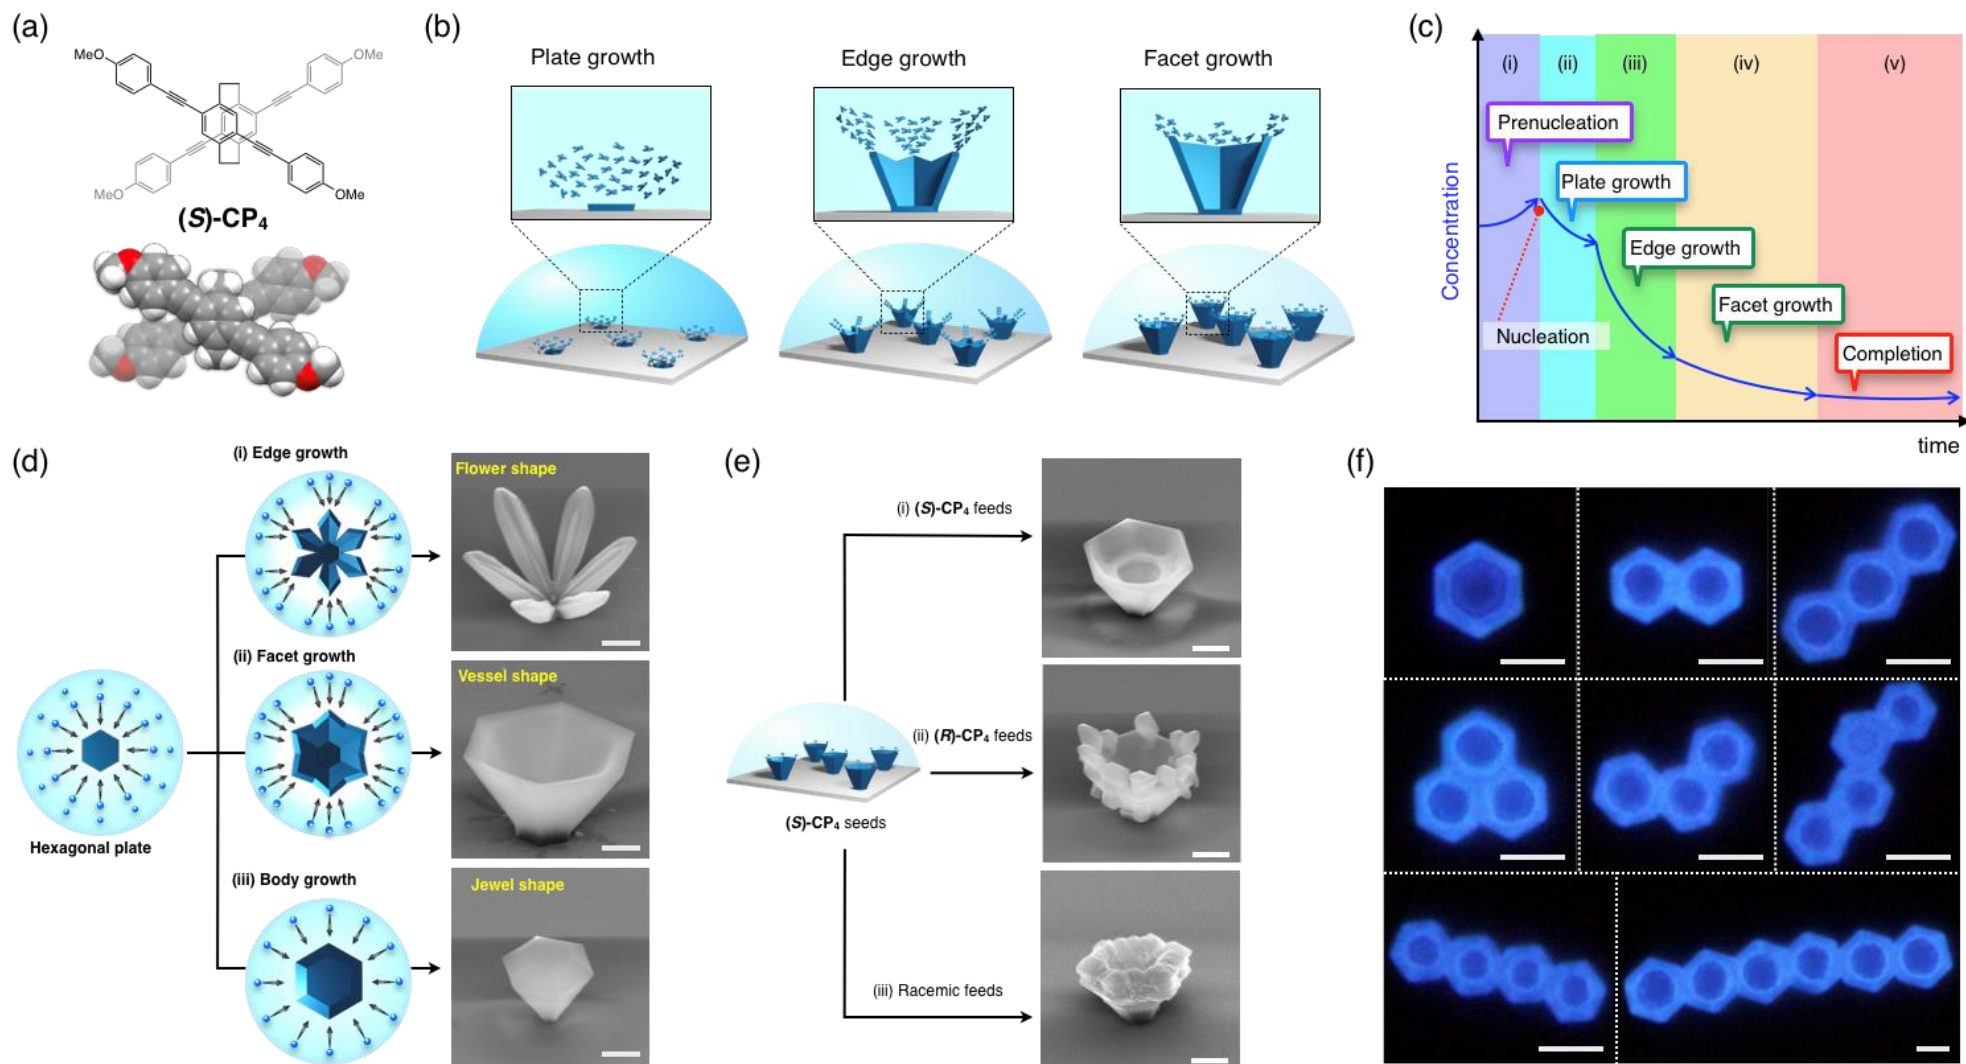 (a)
MeO
OMe
MeO
OMe
(S)-CP4
(b)
Plate growth
Edge growth
Facet growth
(c)
(i)
(ii)
(iii)
(iv)
(v)
Prenucleation
Plate growth
Edge growth
Facet growth
Completion
Nucleation
Concentration
time
(d)
(i) Edge growth
Flower shape
(ii) Facet growth
Vessel shape
Hexagonal plate
(iii) Body growth
Jewel shape
(e)
(i) (S)-CP4 feeds
(ii) (R)-CP4 feeds
(S)-CP4 seeds
(iii) Racemic feeds
(f)